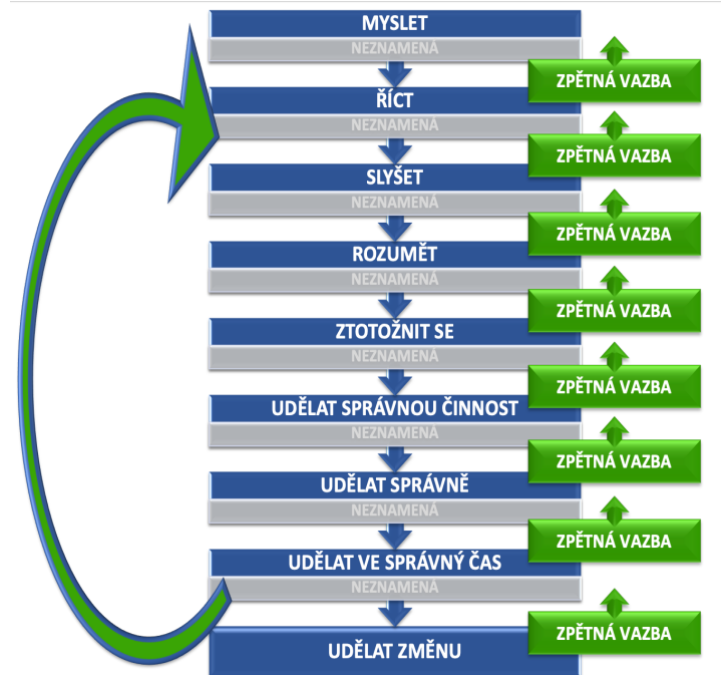 MYSLET
NEZNAMENÁ
ZPĚTNÁ VAZBA
ŘÍCT
NEZNAMENÁ
ZPĚTNÁ VAZBA
SLYŠET
NEZNAMENÁ
ZPĚTNÁ VAZBA
ROZUMĚT
NEZNAMENÁ
ZPĚTNÁ VAZBA
ZTOTOŽNIT SE
NEZNAMENÁ
ZPĚTNÁ VAZBA
UDĚLAT SPRÁVNOU ČINNOST
NEZNAMENÁ
ZPĚTNÁ VAZBA
UDĚLAT SPRÁVNĚ
NEZNAMENÁ
ZPĚTNÁ VAZBA
UDĚLAT VE SPRÁVNÝ ČAS
NEZNAMENÁ
ZPĚTNÁ VAZBA
UDĚLAT ZMĚNU